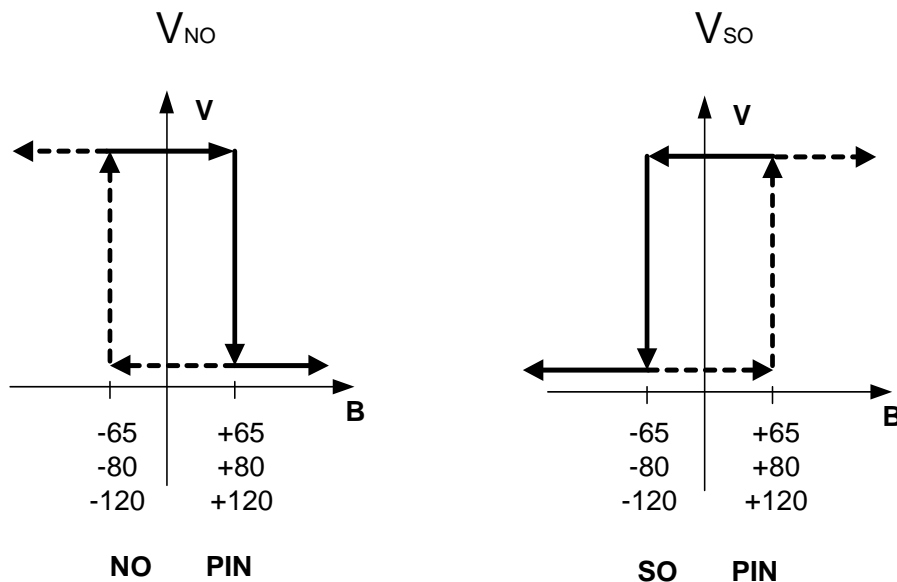 VNO
V
B
-65 +65
-80 +80
-120 +120
NO PIN
VSO
V
B
-65 +65
-80 +80
-120 +120
SO PIN